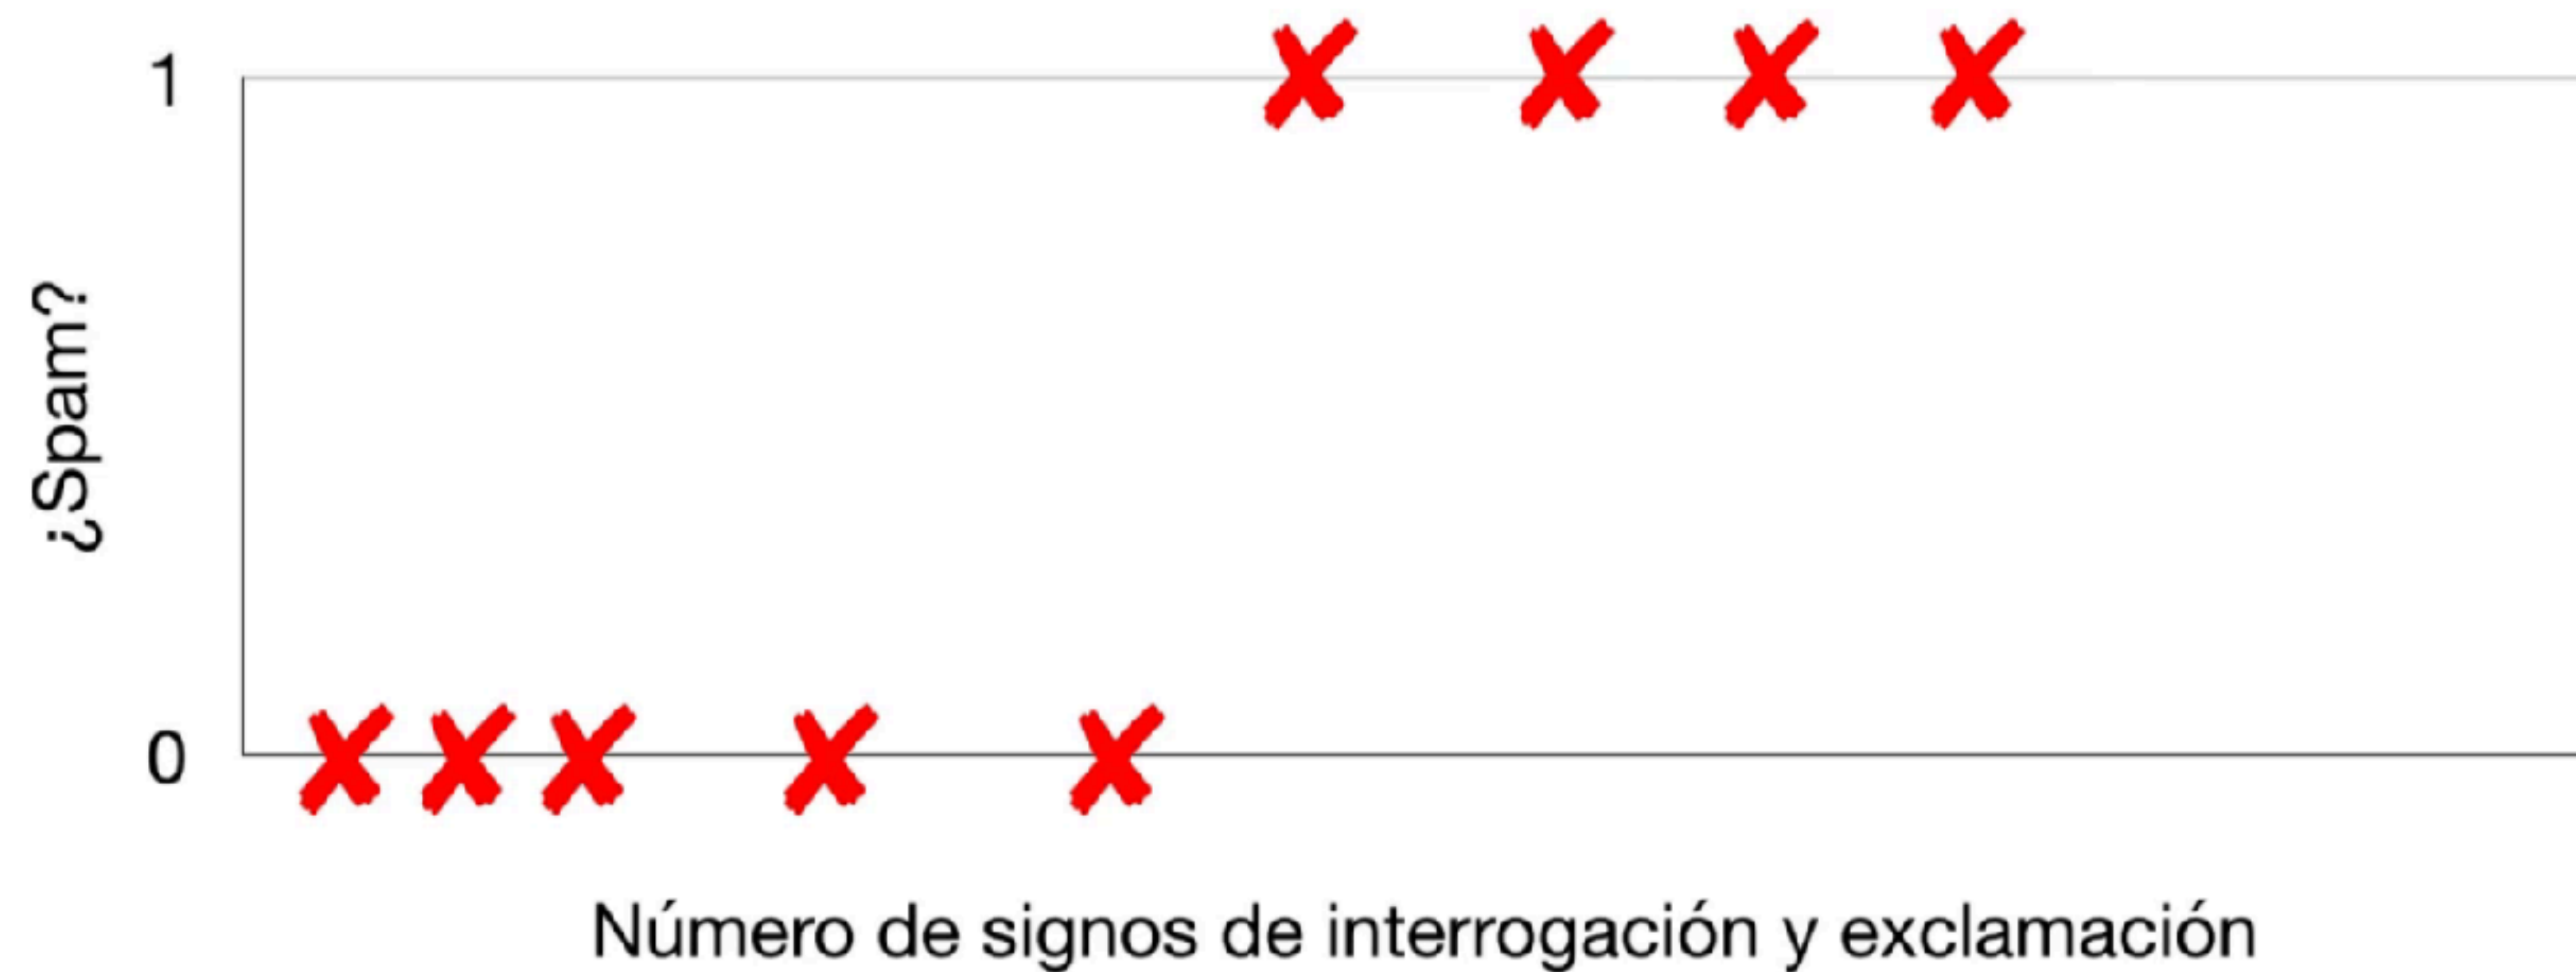 1
¿Spam?
0
Número de signos de interrogación y exclamación